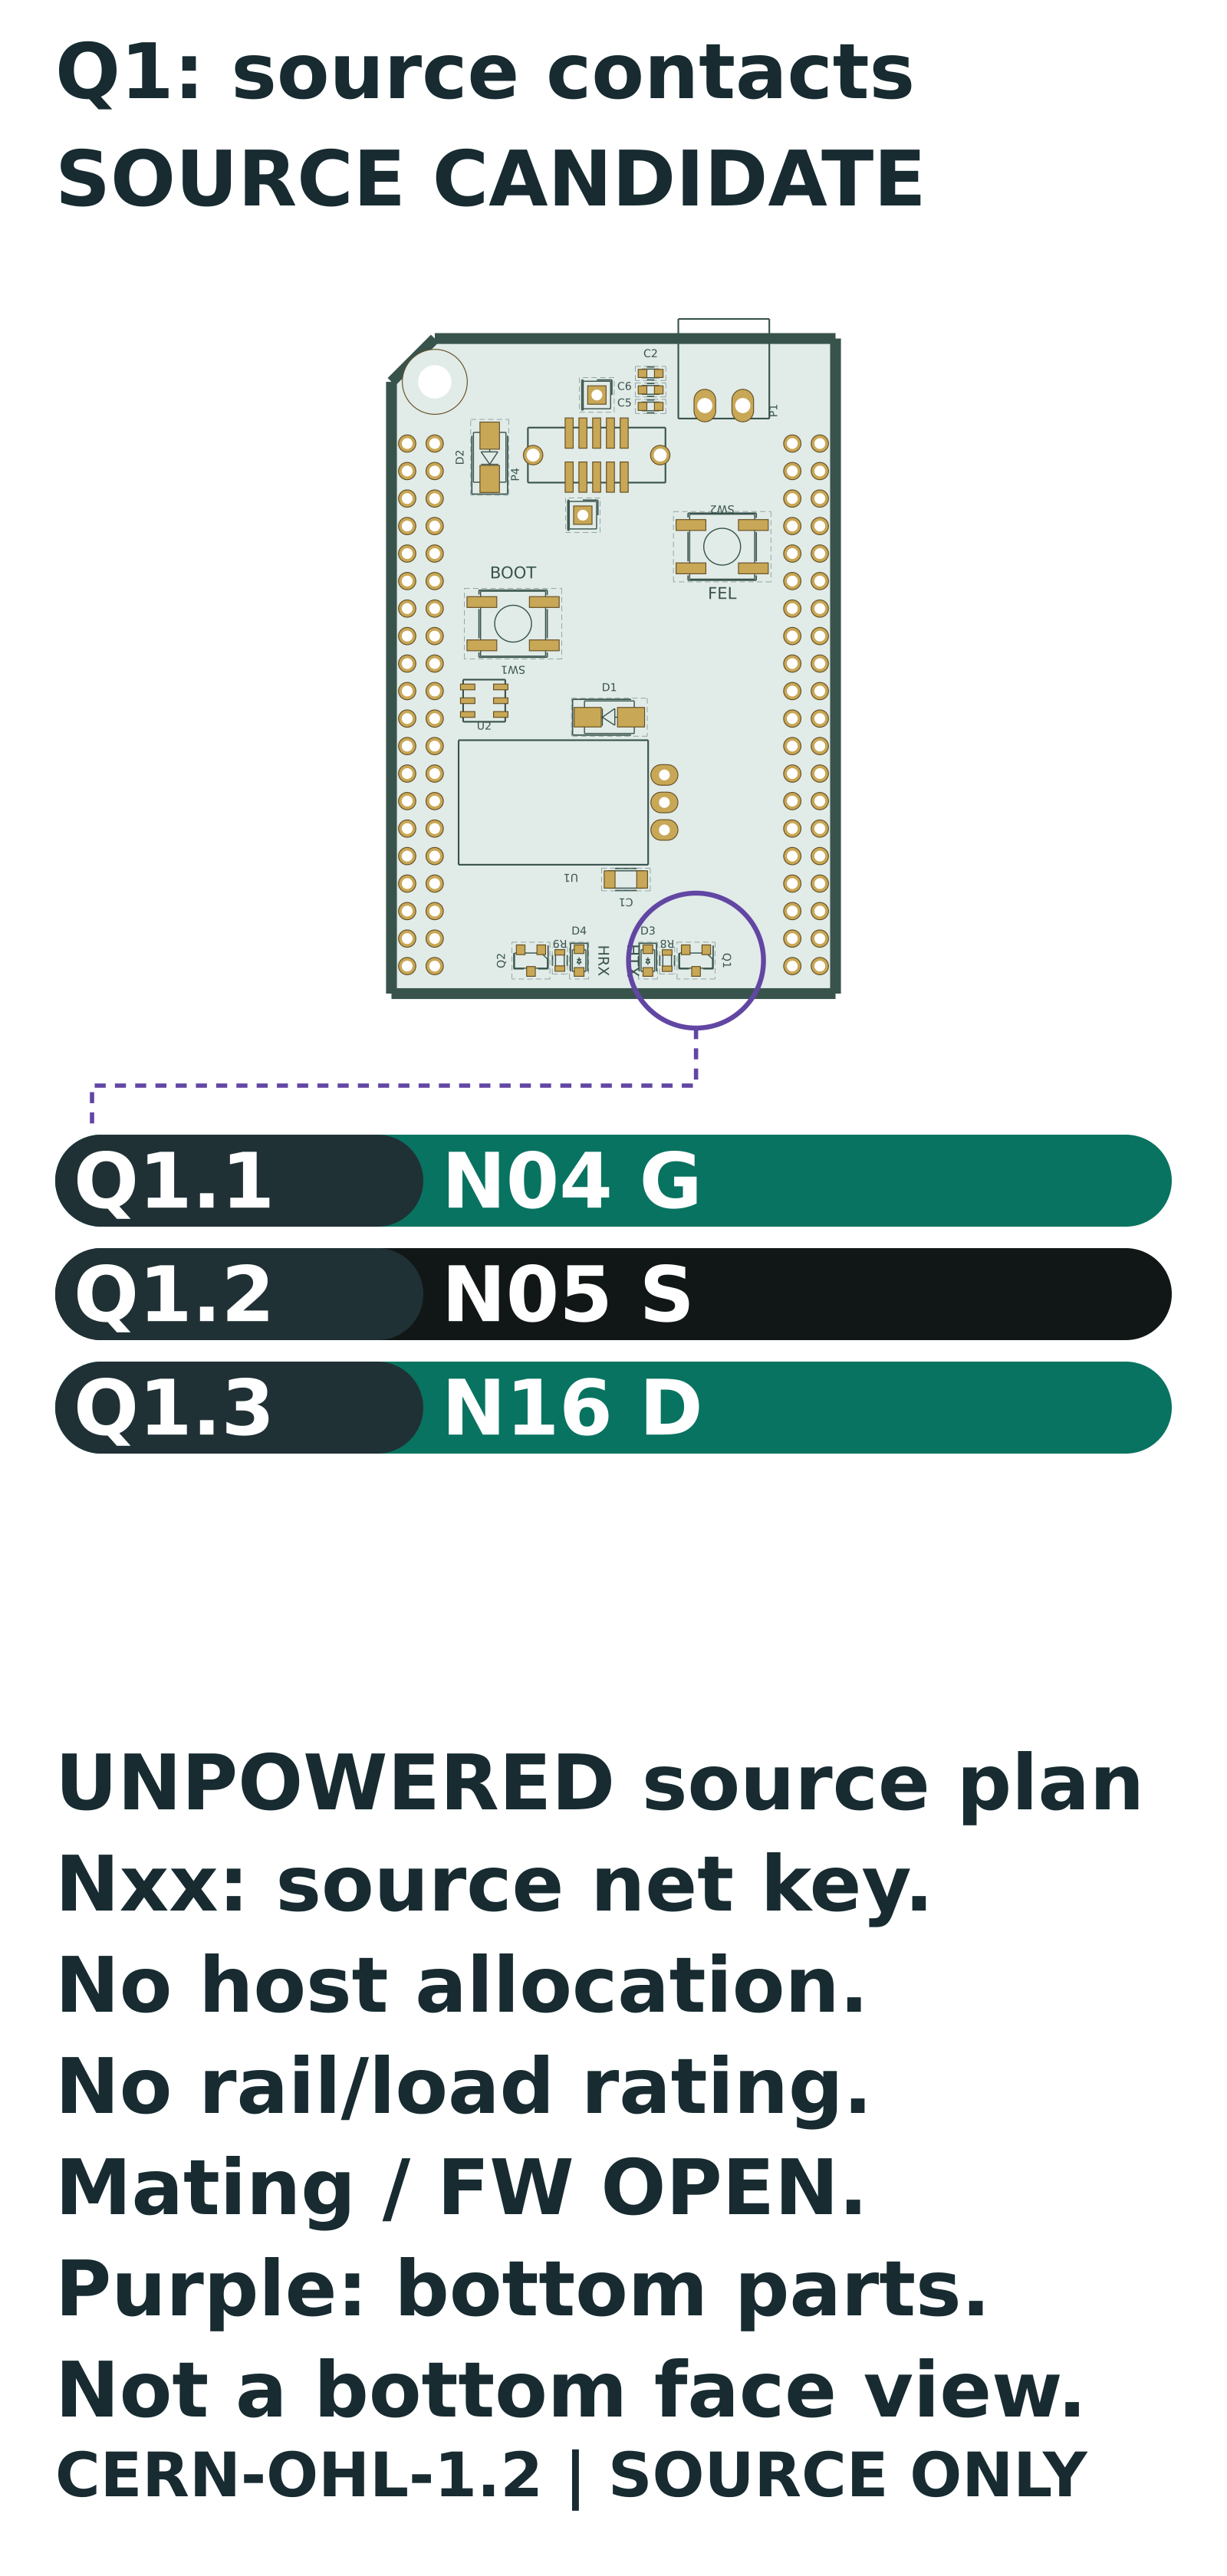 Q1: source contacts
SOURCE CANDIDATE
C2
C6
C5
P1
D2
P4
SW2
BOOT
FEL
SW1
U2
D1
U1
C1
D4
D3
Q2
R9
HRX
HTX
R8
Q1
Q1.1 N04 G
Q1.2 N05 S
Q1.3 N16 D
UNPOWERED source plan
Nxx: source net key.
No host allocation.
No rail/load rating.
Mating / FW OPEN.
Purple: bottom parts.
Not a bottom face view.
CERN-OHL-1.2 | SOURCE ONLY